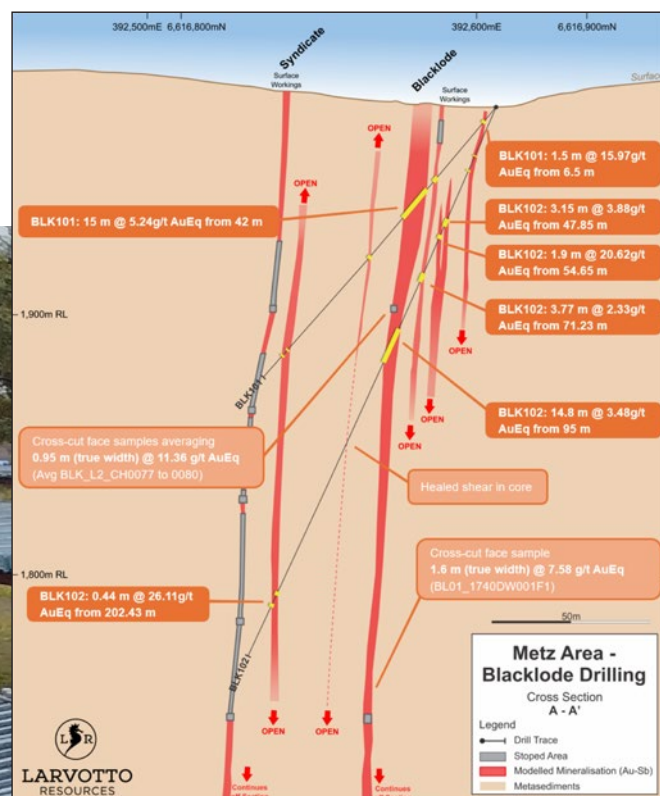 392,500mE 6,616,800mN
392,600mE
6,616,900mN
Syndicate
Surface
Workings
Blacklode
Surface
Workings
Surface
OPEN
OPEN
BLK101: 1.5 m @ 15.97g/t
AuEq from 6.5 m
BLK101: 15 m @ 5.24g/t AuEq from 42 m
BLK102: 3.15 m @ 3.88g/t
AuEq from 47.85 m
BLK102: 1.9 m @ 20.62g/t
AuEq from 54.65 m
1,900m RL
BLK102: 3.77 m @ 2.33g/t
AuEq from 71.23 m
OPEN
BLK101
BLK102: 14.8 m @ 3.48g/t
AuEq from 95 m
OPEN
OPEN
Cross-cut face samples averaging
0.95 m (true width) @ 11.36 g/t AuEq
(Avg BLK_L2_CH0077 to 0080)
Healed shear in core
Cross-cut face sample
1.6 m (true width) @ 7.58 g/t AuEq
(BL01_1740DW001F1)
1,800m RL
BLK102: 0.44 m @ 26.11g/t
AuEq from 202.43 m
50m
BLK102
OPEN
OPEN
Metz Area -
Blacklode Drilling
Cross Section
A - A'
Legend
Drill Trace
Stoped Area
Modelled Mineralisation (Au-Sb)
Metasediments
L R
LARVOTTO
RESOURCES
Continues
Continues